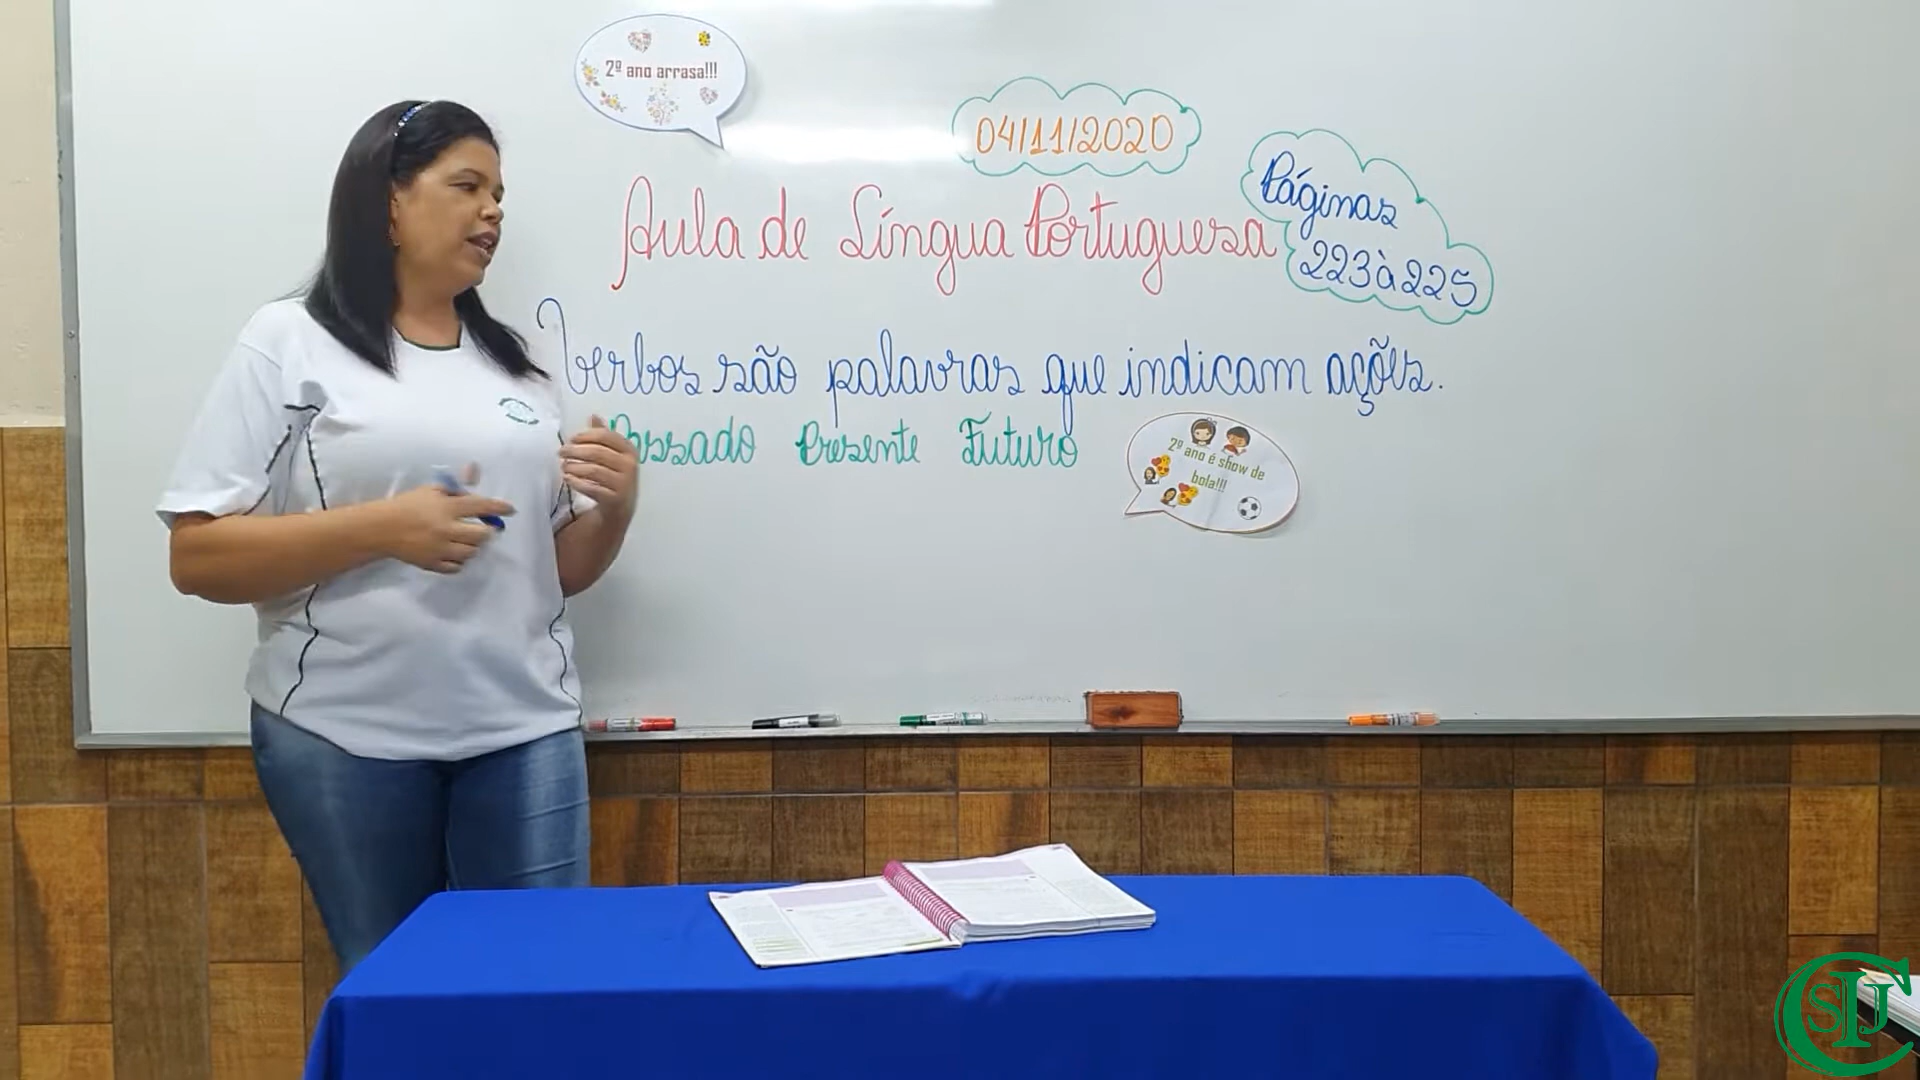 2º ano arrasa!!!
04/11/2020
Páginas
223 à 225
Aula de Língua Portuguesa
Verbos são palavras que indicam ações.
Passado Presente Futuro
2º ano é show de
bola!!!
CSIJ